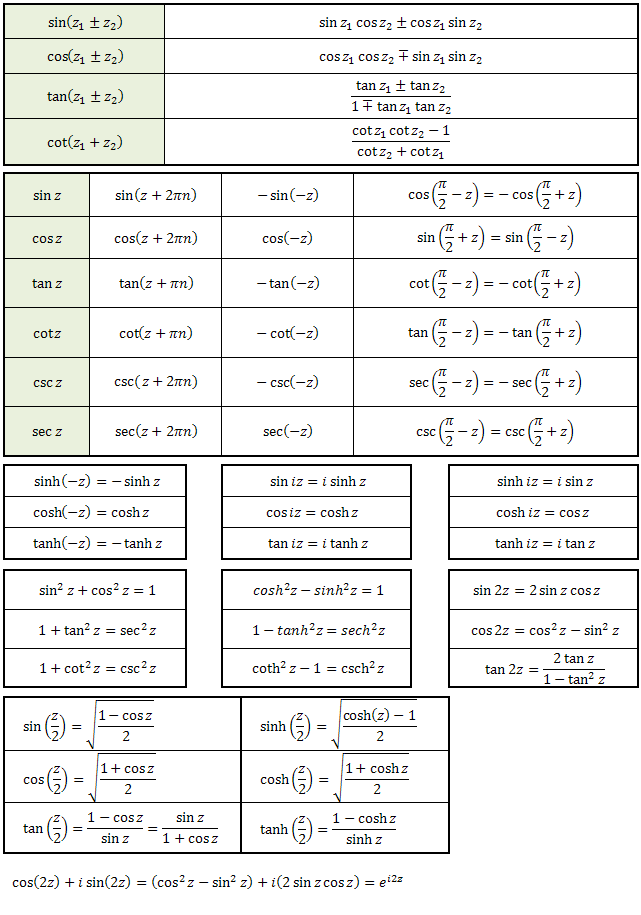 sin(z₁ ± z₂) sin z₁ cos z₂ ± cos z₁ sin z₂
cos(z₁ ± z₂) cos z₁ cos z₂ ∓ sin z₁ sin z₂
tan(z₁ ± z₂) (tan z₁ ± tan z₂)/(1 ∓ tan z₁ tan z₂)
cot(z₁ + z₂) (cot z₁ cot z₂ − 1)/(cot z₂ + cot z₁)
sin z sin(z + 2πn) −sin(−z) cos(π/2 − z) = −cos(π/2 + z)
cos z cos(z + 2πn) cos(−z) sin(π/2 + z) = sin(π/2 − z)
tan z tan(z + πn) −tan(−z) cot(π/2 − z) = −cot(π/2 + z)
cot z cot(z + πn) −cot(−z) tan(π/2 − z) = −tan(π/2 + z)
csc z csc(z + 2πn) −csc(−z) sec(π/2 − z) = −sec(π/2 + z)
sec z sec(z + 2πn) sec(−z) csc(π/2 − z) = csc(π/2 + z)
sinh(−z) = −sinh z sin iz = i sinh z sinh iz = i sin z
cosh(−z) = cosh z cos iz = cosh z cosh iz = cos z
tanh(−z) = −tanh z tan iz = i tanh z tanh iz = i tan z
sin² z + cos² z = 1 cosh²z − sinh²z = 1 sin 2z = 2 sin z cos z
1 + tan² z = sec² z 1 − tanh²z = sech²z cos 2z = cos² z − sin² z
1 + cot² z = csc² z coth² z − 1 = csch² z tan 2z = (2 tan z)/(1 − tan² z)
sin(z/2) = √((1 − cos z)/2) sinh(z/2) = √((cosh(z) − 1)/2)
cos(z/2) = √((1 + cos z)/2) cosh(z/2) = √((1 + cosh z)/2)
tan(z/2) = (1 − cos z)/(sin z) = (sin z)/(1 + cos z) tanh(z/2) = (1 − cosh z)/(sinh z)
cos(2z) + i sin(2z) = (cos² z − sin² z) + i(2 sin z cos z) = e^(i2z)